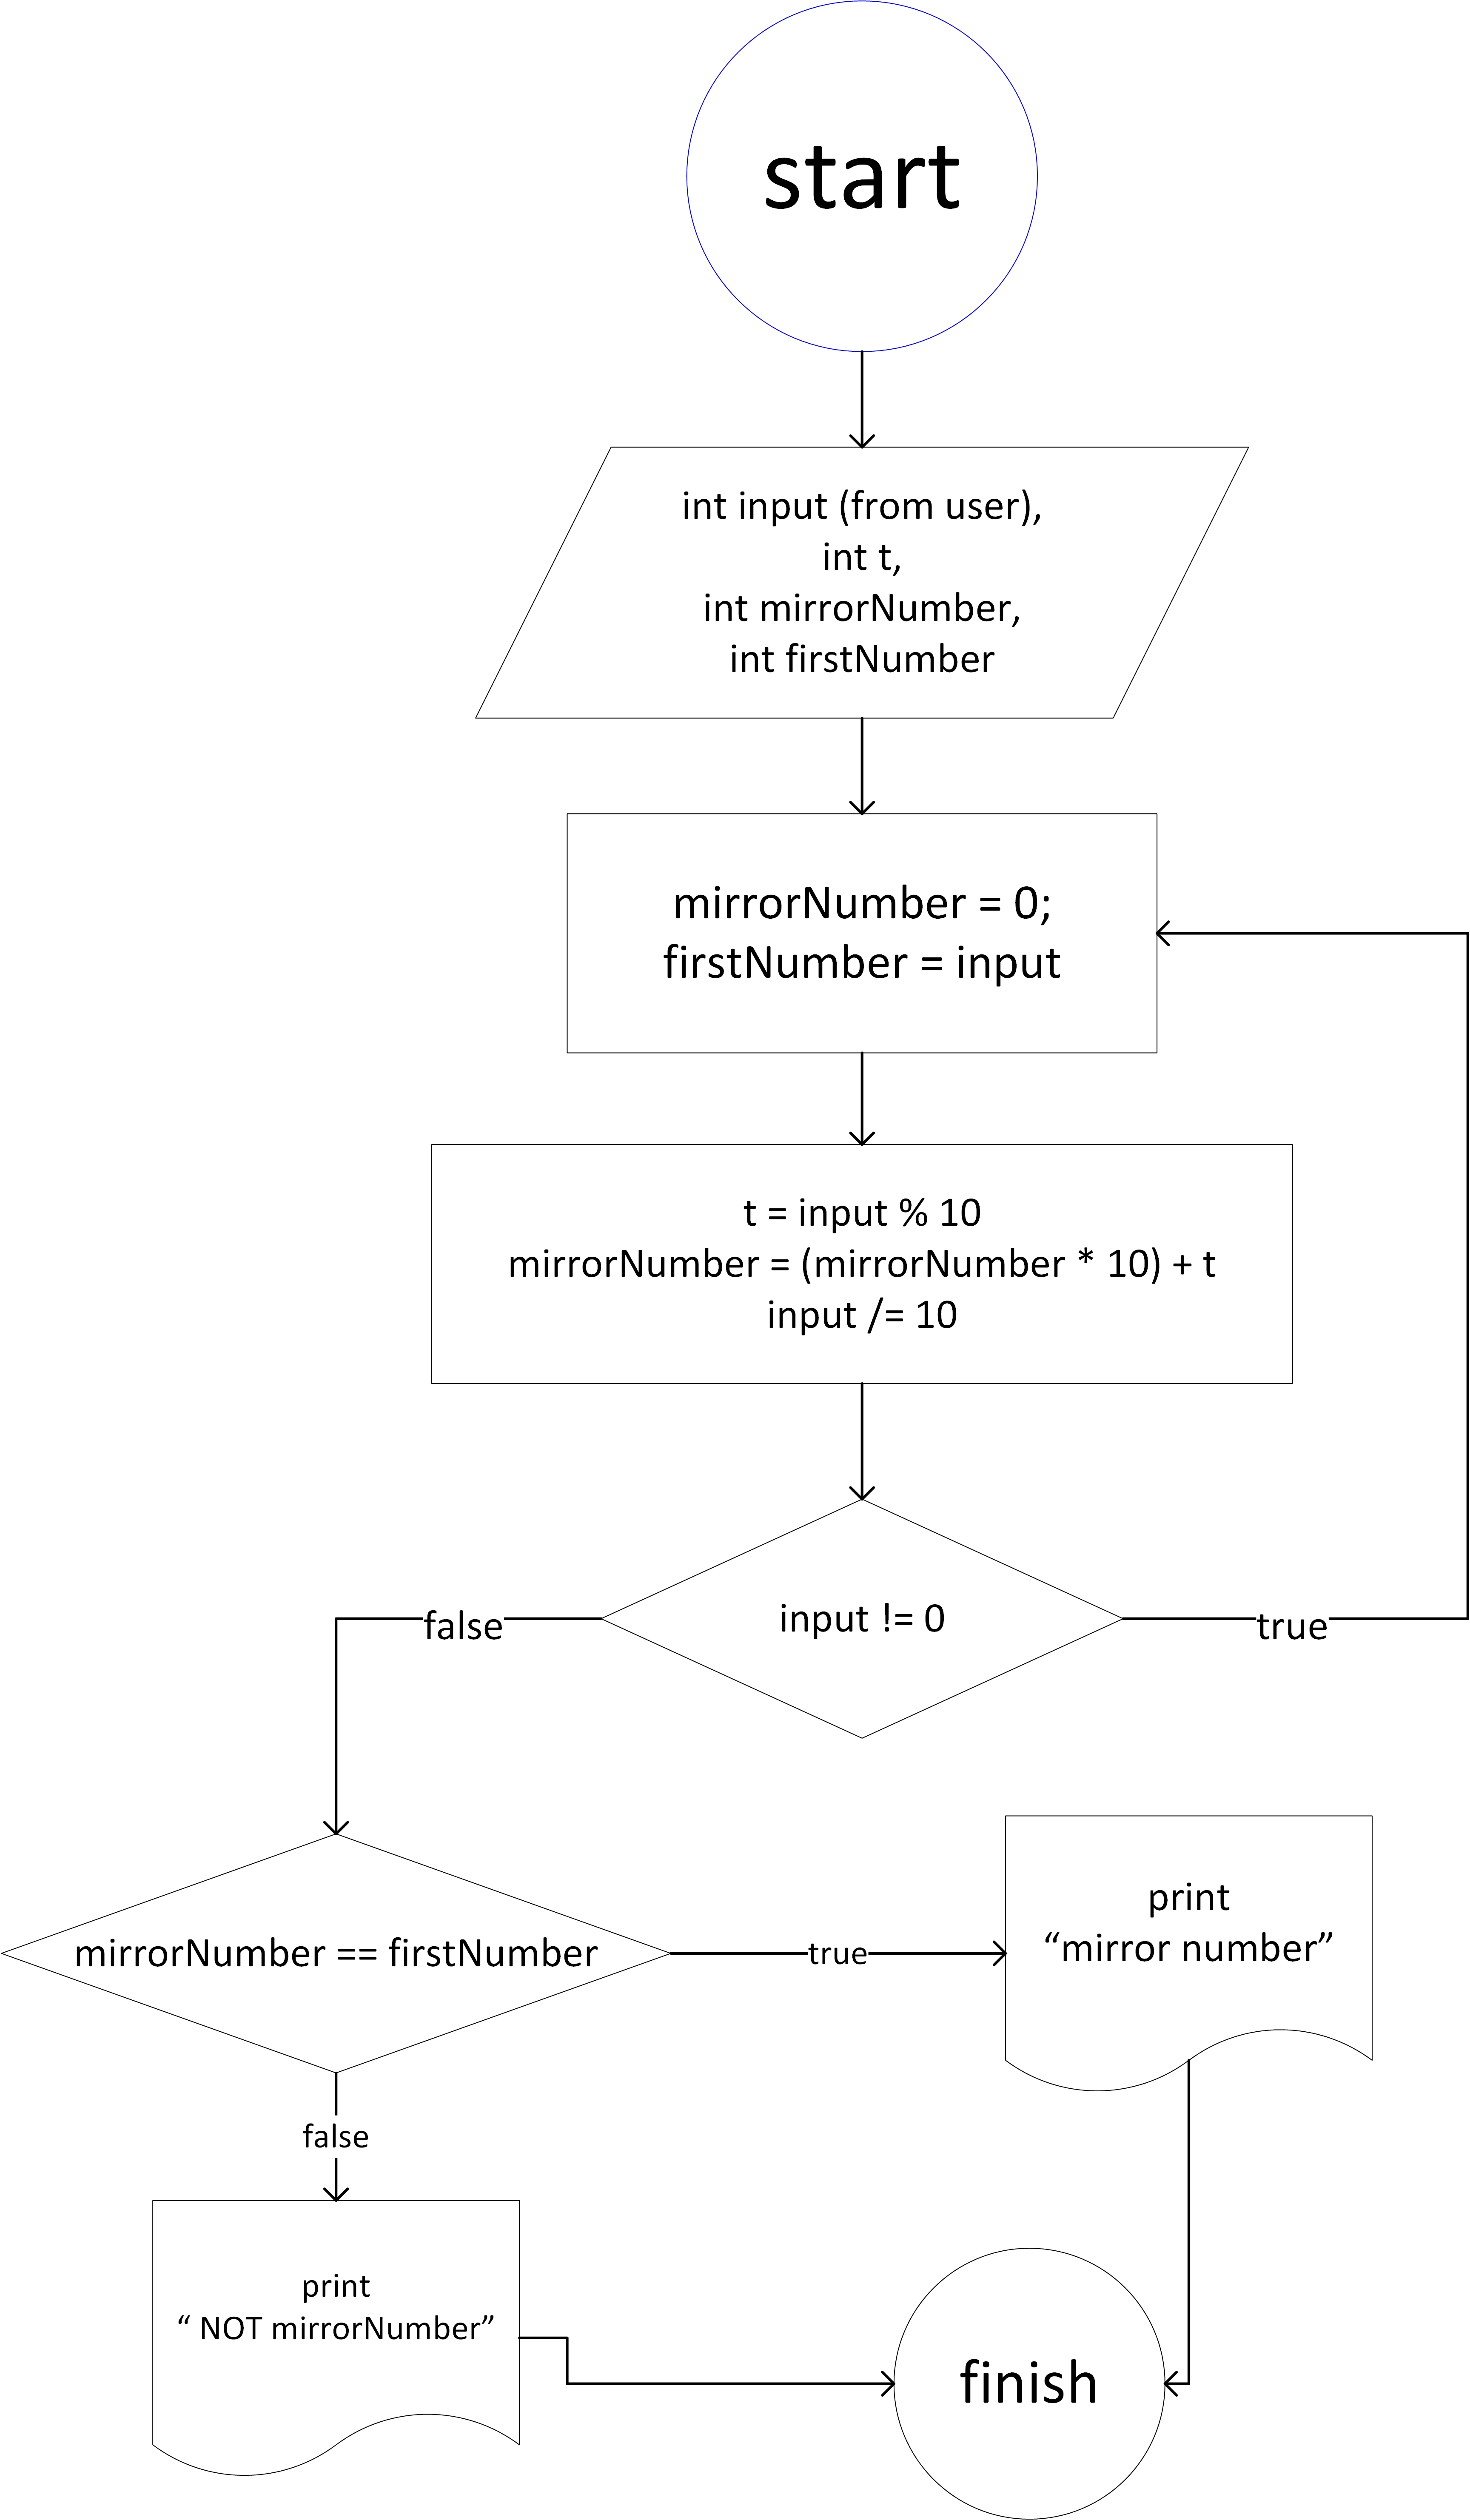 start
int input (from user),
int t,
int mirrorNumber,
int firstNumber
mirrorNumber = 0;
firstNumber = input
t = input % 10
mirrorNumber = (mirrorNumber * 10) + t
input /= 10
input != 0
false
true
mirrorNumber == firstNumber
true
print
“mirror number”
false
print
“ NOT mirrorNumber”
finish